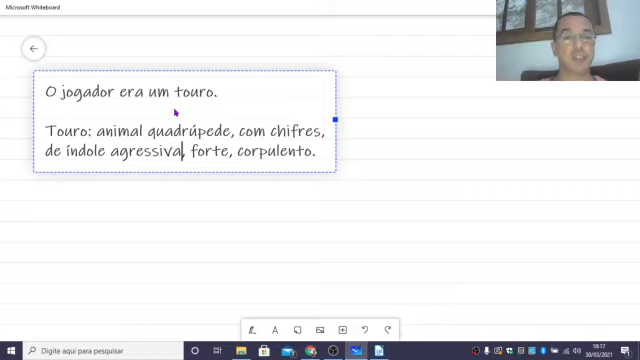 Microsoft Whiteboard
O jogador era um touro.
Touro: animal quadrúpede, com chifres,
de índole agressiva, forte, corpulento.
A
Digite aqui para pesquisar
18:17
30/03/2021